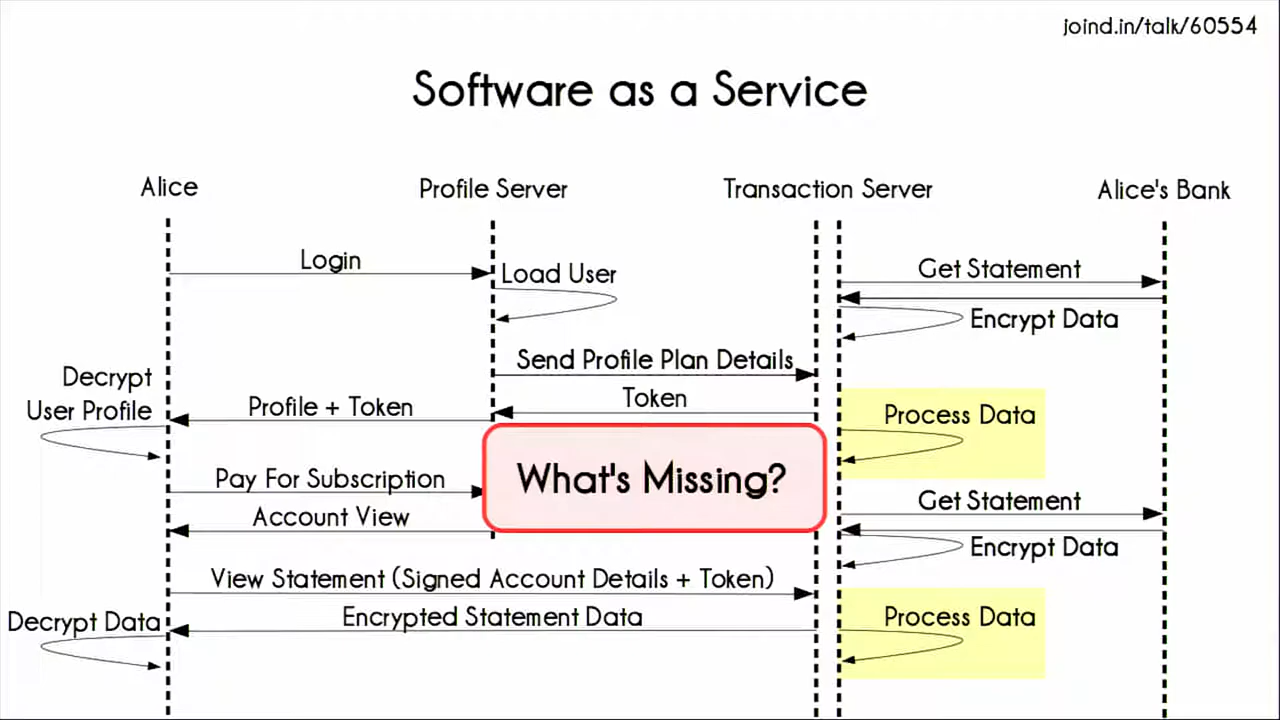 joind.in/talk/60554
Software as a Service
Alice
Profile Server
Transaction Server
Alice's Bank
Login
Load User
Get Statement
Encrypt Data
Send Profile Plan Details
Decrypt
User Profile
Profile + Token
Token
Process Data
What's Missing?
Pay For Subscription
Get Statement
Account View
Encrypt Data
View Statement (Signed Account Details + Token)
Decrypt Data
Encrypted Statement Data
Process Data